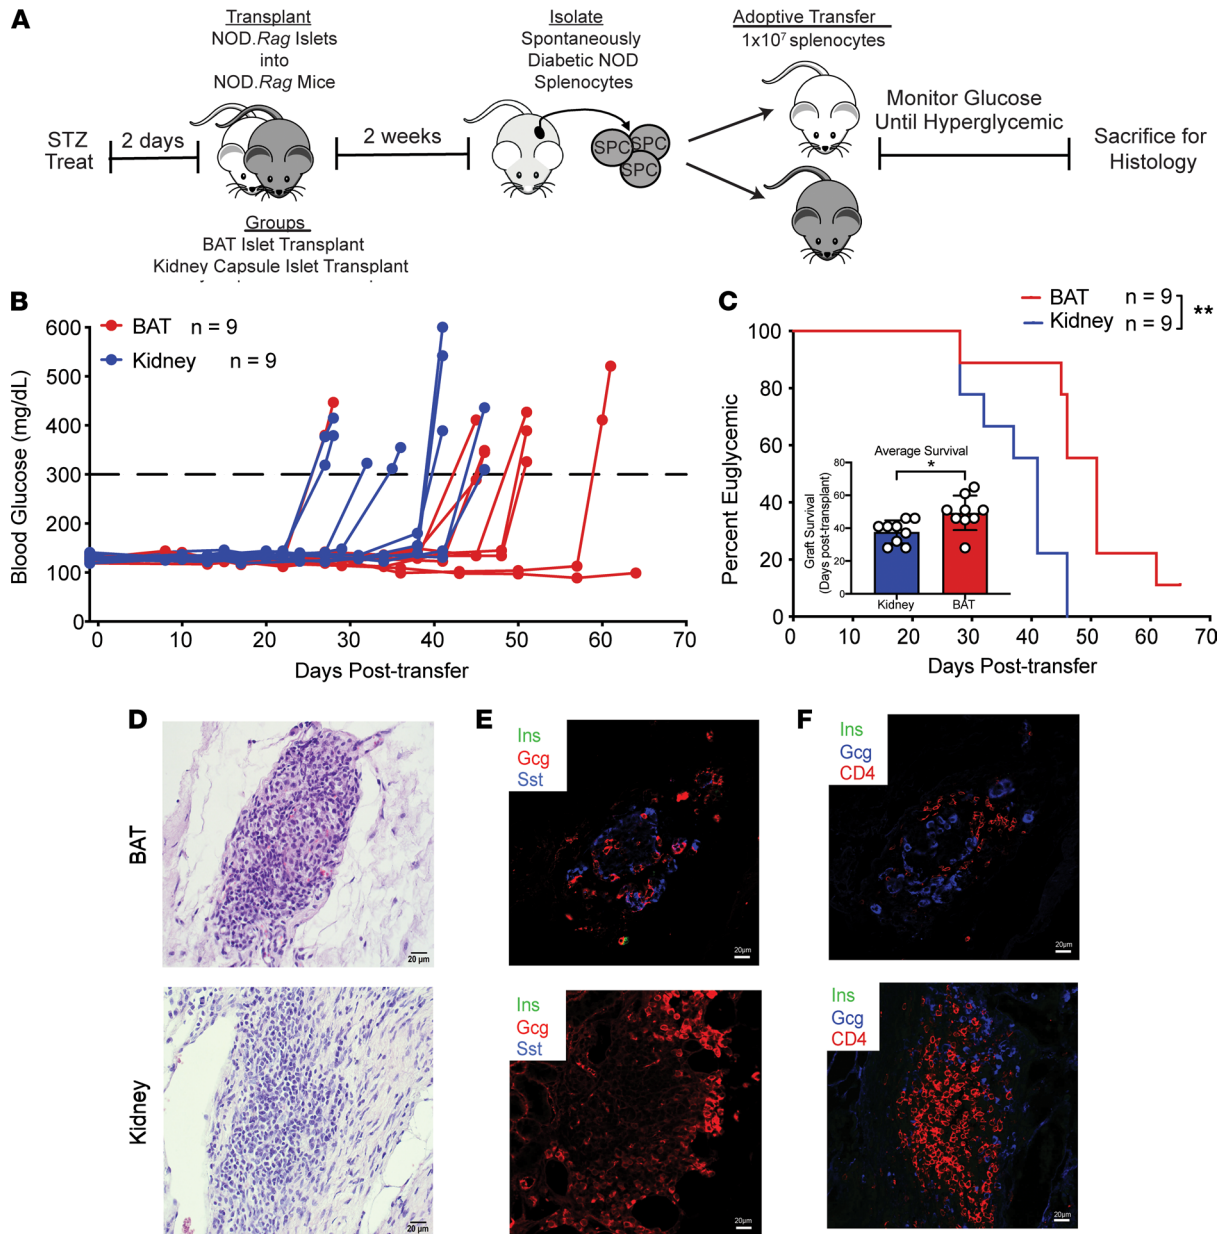 A
Transplant
NOD.Rag Islets
into
NOD.Rag Mice
Isolate
Spontaneously
Diabetic NOD
Splenocytes
Adoptive Transfer
1x10⁷ splenocytes
STZ
Treat
2 days
2 weeks
SPC
SPC
SPC
Monitor Glucose
Until Hyperglycemic
Sacrifice for
Histology
Groups
BAT Islet Transplant
Kidney Capsule Islet Transplant
B
BAT n = 9
Kidney n = 9
Blood Glucose (mg/dL)
600
500
400
300
200
100
0
0 10 20 30 40 50 60 70
Days Post-transfer
C
BAT n = 9
Kidney n = 9
**
Percent Euglycemic
100
80
60
40
20
0
0 10 20 30 40 50 60 70
Days Post-transfer
Average Survival
*
Graft Survival
(Days post-transplant)
80
60
40
20
0
Kidney BAT
D
BAT
20 µm
Kidney
20 µm
E
Ins
Gcg
Sst
20µm
Ins
Gcg
Sst
20µm
F
Ins
Gcg
CD4
20µm
Ins
Gcg
CD4
20µm